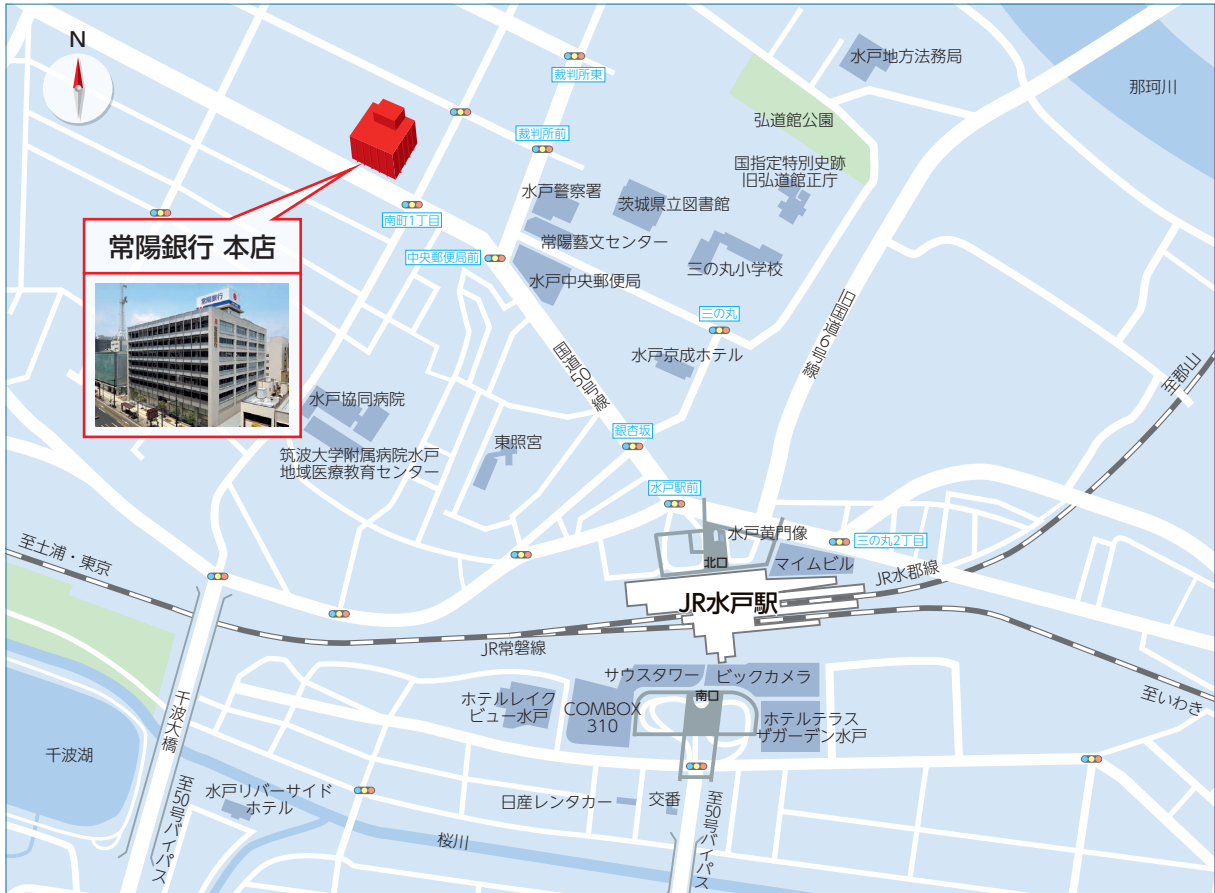 N
裁判所東
水戸地方法務局
那珂川
弘道館公園
裁判所前
国指定特別史跡
旧弘道館正庁
水戸警察署
茨城県立図書館
南町1丁目
常陽銀行 本店
常陽銀行
常陽藝文センター
中央郵便局前
水戸中央郵便局
三の丸小学校
三の丸
旧国道6号線
水戸京成ホテル
国道50号線
至郡山
水戸協同病院
銀杏坂
東照宮
筑波大学附属病院水戸
地域医療教育センター
水戸駅前
水戸黄門像
三の丸2丁目
至土浦・東京
北口
マイムビル
JR水郡線
JR水戸駅
JR常磐線
サウスタワー
ビックカメラ
至いわき
南口
ホテルレイク
ビュー水戸
COMBOX
310
ホテルテラス
ザガーデン水戸
千波大橋
千波湖
水戸リバーサイド
ホテル
至50号バイパス
日産レンタカー
交番
至50号バイパス
桜川